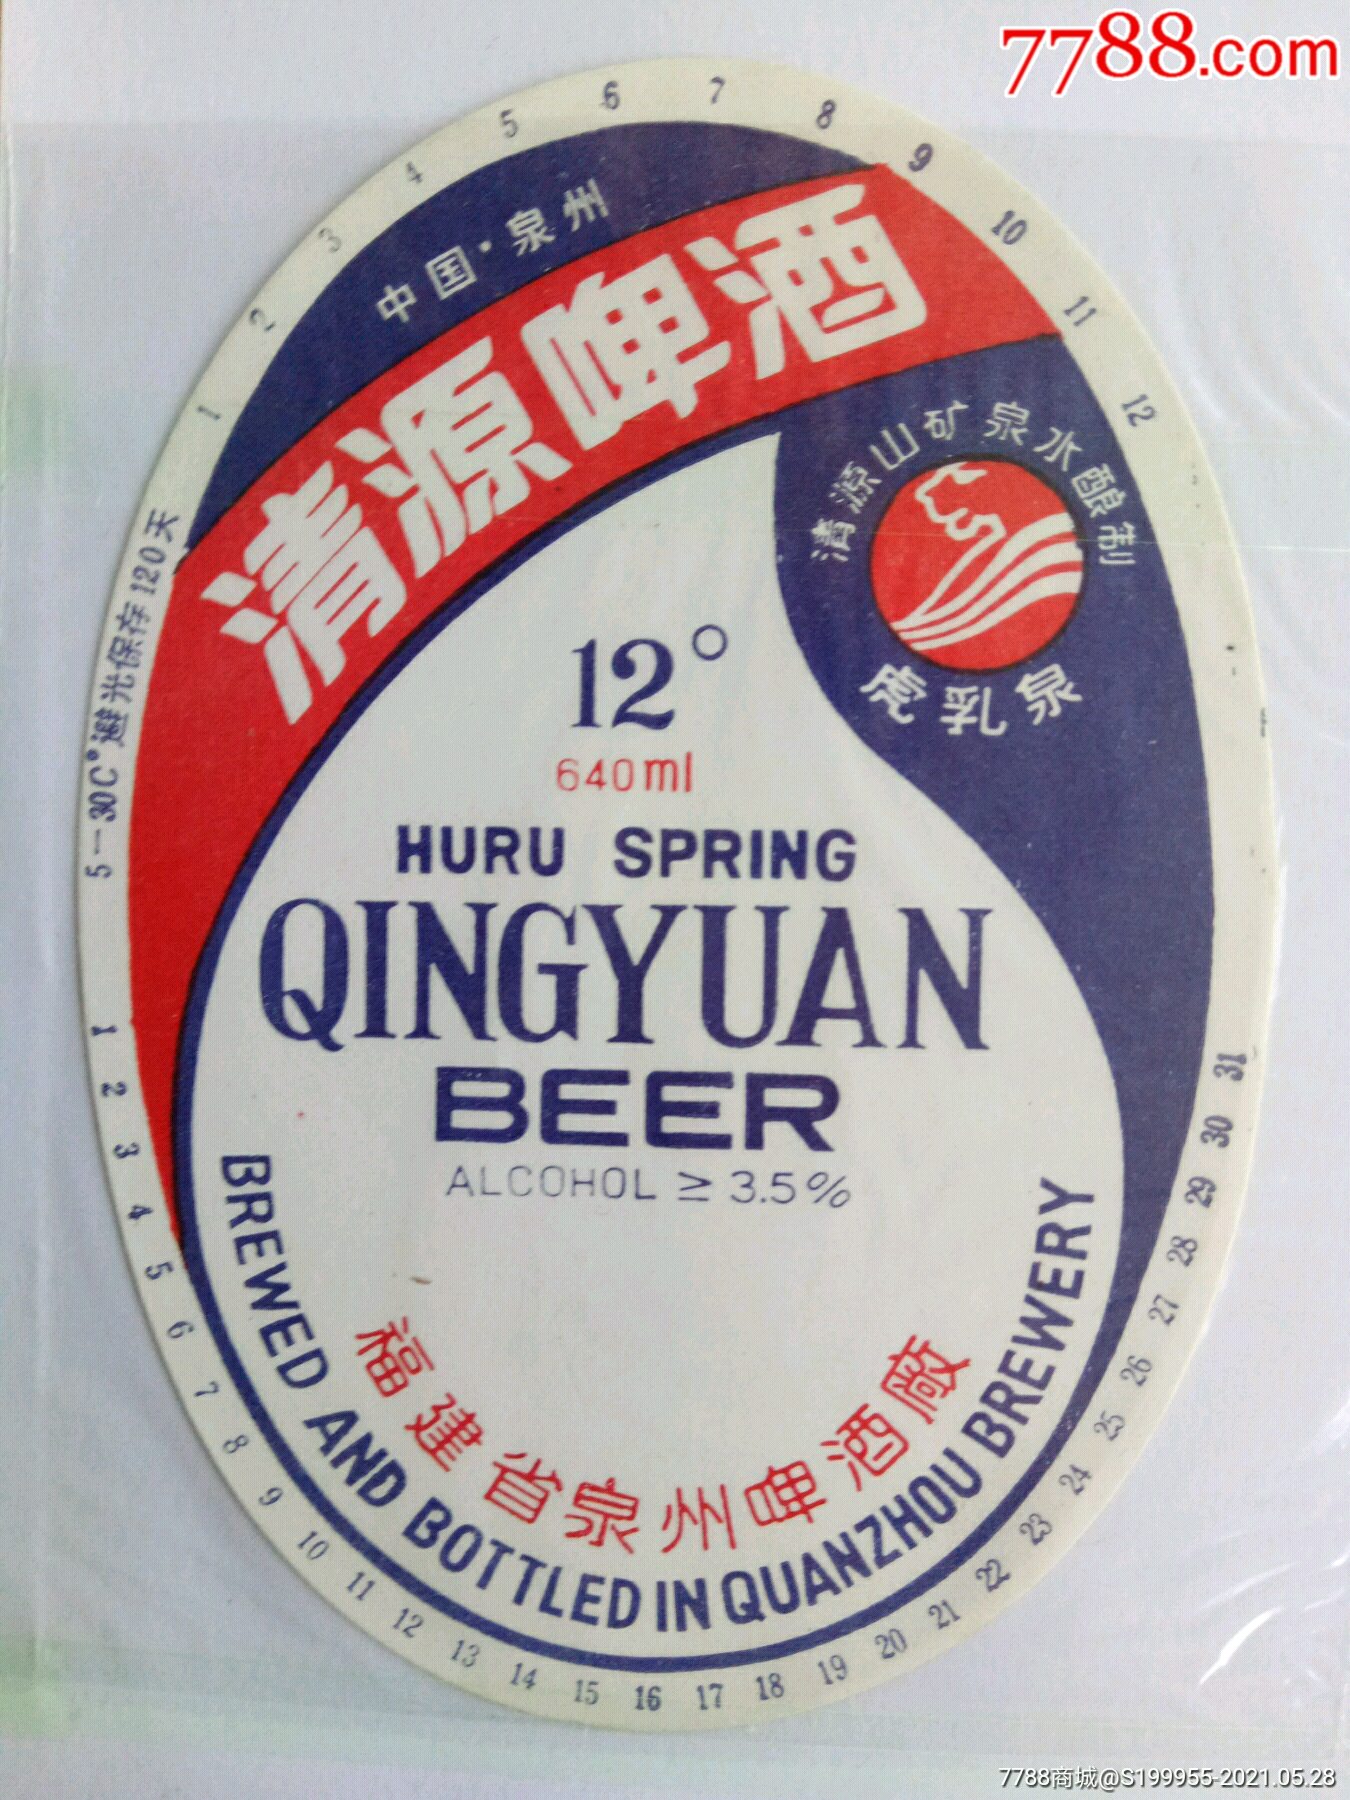 7788.com
1 2 3 4 5 6 7 8 9 10 11 12
中国·泉州
清源啤酒
清源山矿泉水酿制
虎乳泉
5—30C°避光保存120天
12°
640ml
HURU SPRING
QINGYUAN
BEER
ALCOHOL ≥ 3.5%
福建省泉州啤酒廠
BREWED AND BOTTLED IN QUANZHOU BREWERY
1 2 3 4 5 6 7 8 9 10 11 12 13 14 15 16 17 18 19 20 21 22 23 24 25 26 27 28 29 30 31
7788商城@S199955-2021.05.28